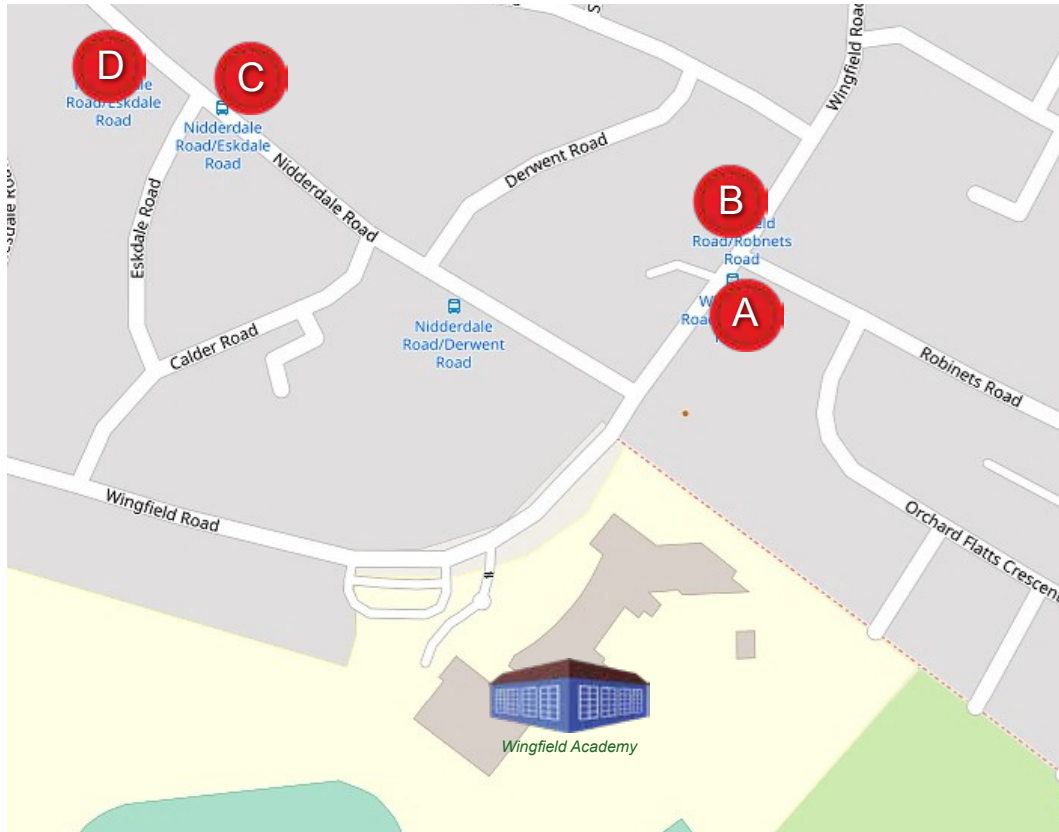 Wingfield Road
D
C
Road/Eskdale
Road
Nidderdale
Road/Eskdale
Road
Nidderdale Road
Derwent Road
Eskdale Road
B
Road/Robnets
Road
A
Nidderdale
Road/Derwent
Road
Calder Road
Robinets Road
Wingfield Road
Orchard Flatts Crescent
Wingfield Academy